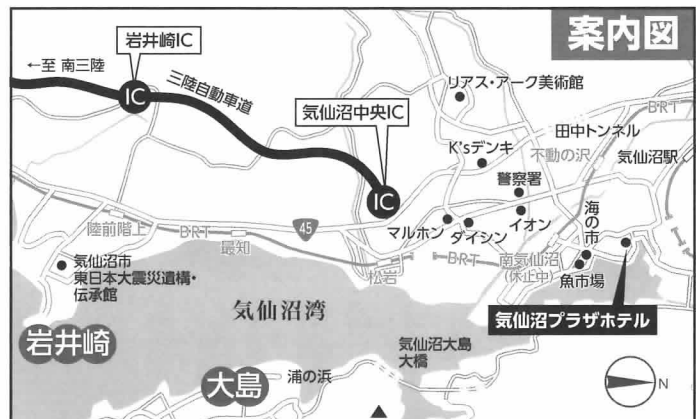 案内図
岩井崎IC
←至 南三陸
IC
三陸自動車道
気仙沼中央IC
IC
リアス・アーク美術館
BRT
田中トンネル
K'sデンキ
不動の沢
気仙沼駅
警察署
海の市
45
マルホン
ダイシン
イオン
陸前階上
BRT
最知
松岩
BRT
南気仙沼
(休止中)
魚市場
気仙沼市
東日本大震災遺構・
伝承館
気仙沼湾
気仙沼プラザホテル
岩井崎
気仙沼大島
大橋
大島
浦の浜
N